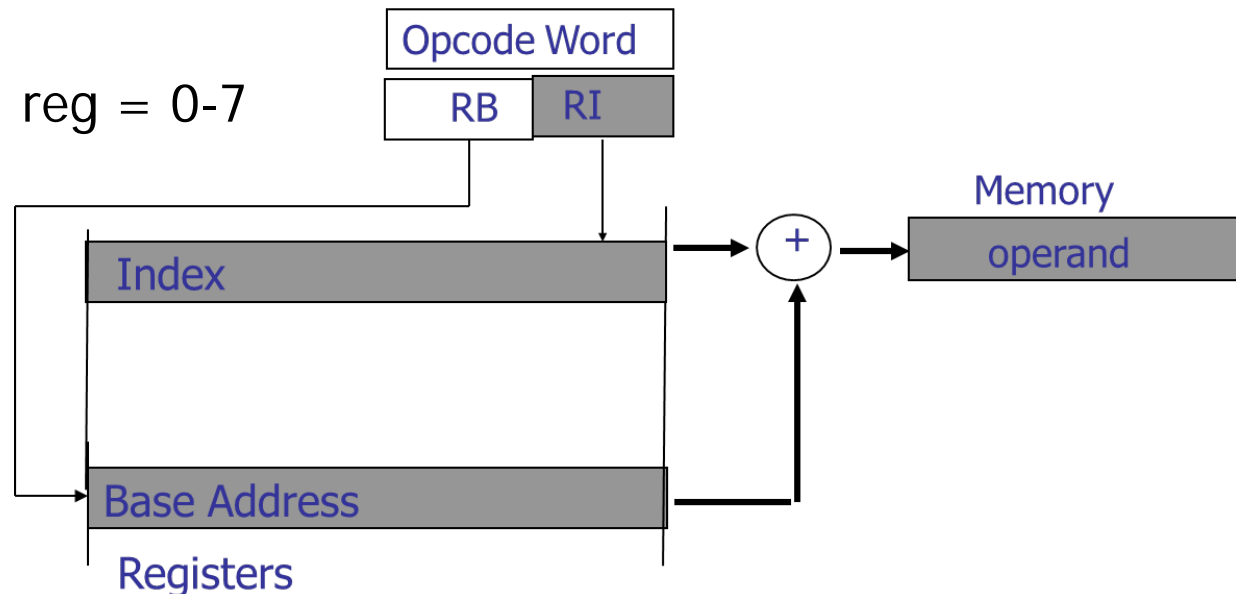 Opcode Word
reg = 0-7
RB RI
Memory
+
operand
Index
Base Address
Registers